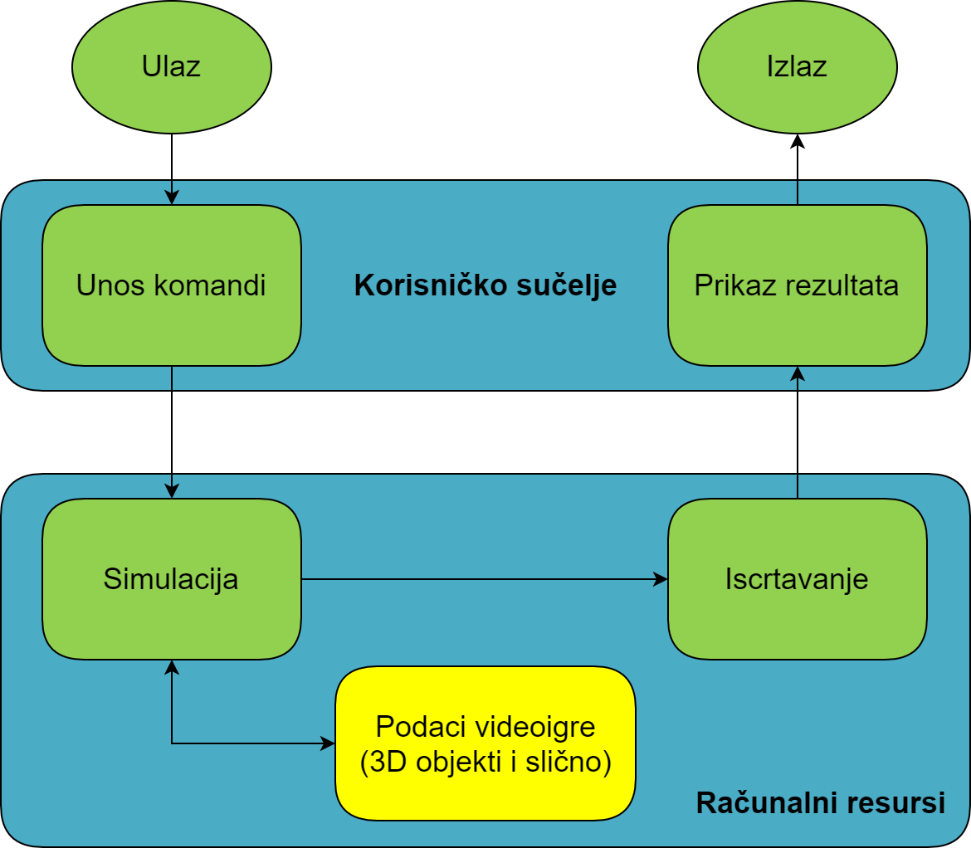 Ulaz
Izlaz
Unos komandi
Korisničko sučelje
Prikaz rezultata
Simulacija
Iscrtavanje
Podaci videoigre
(3D objekti i slično)
Računalni resursi